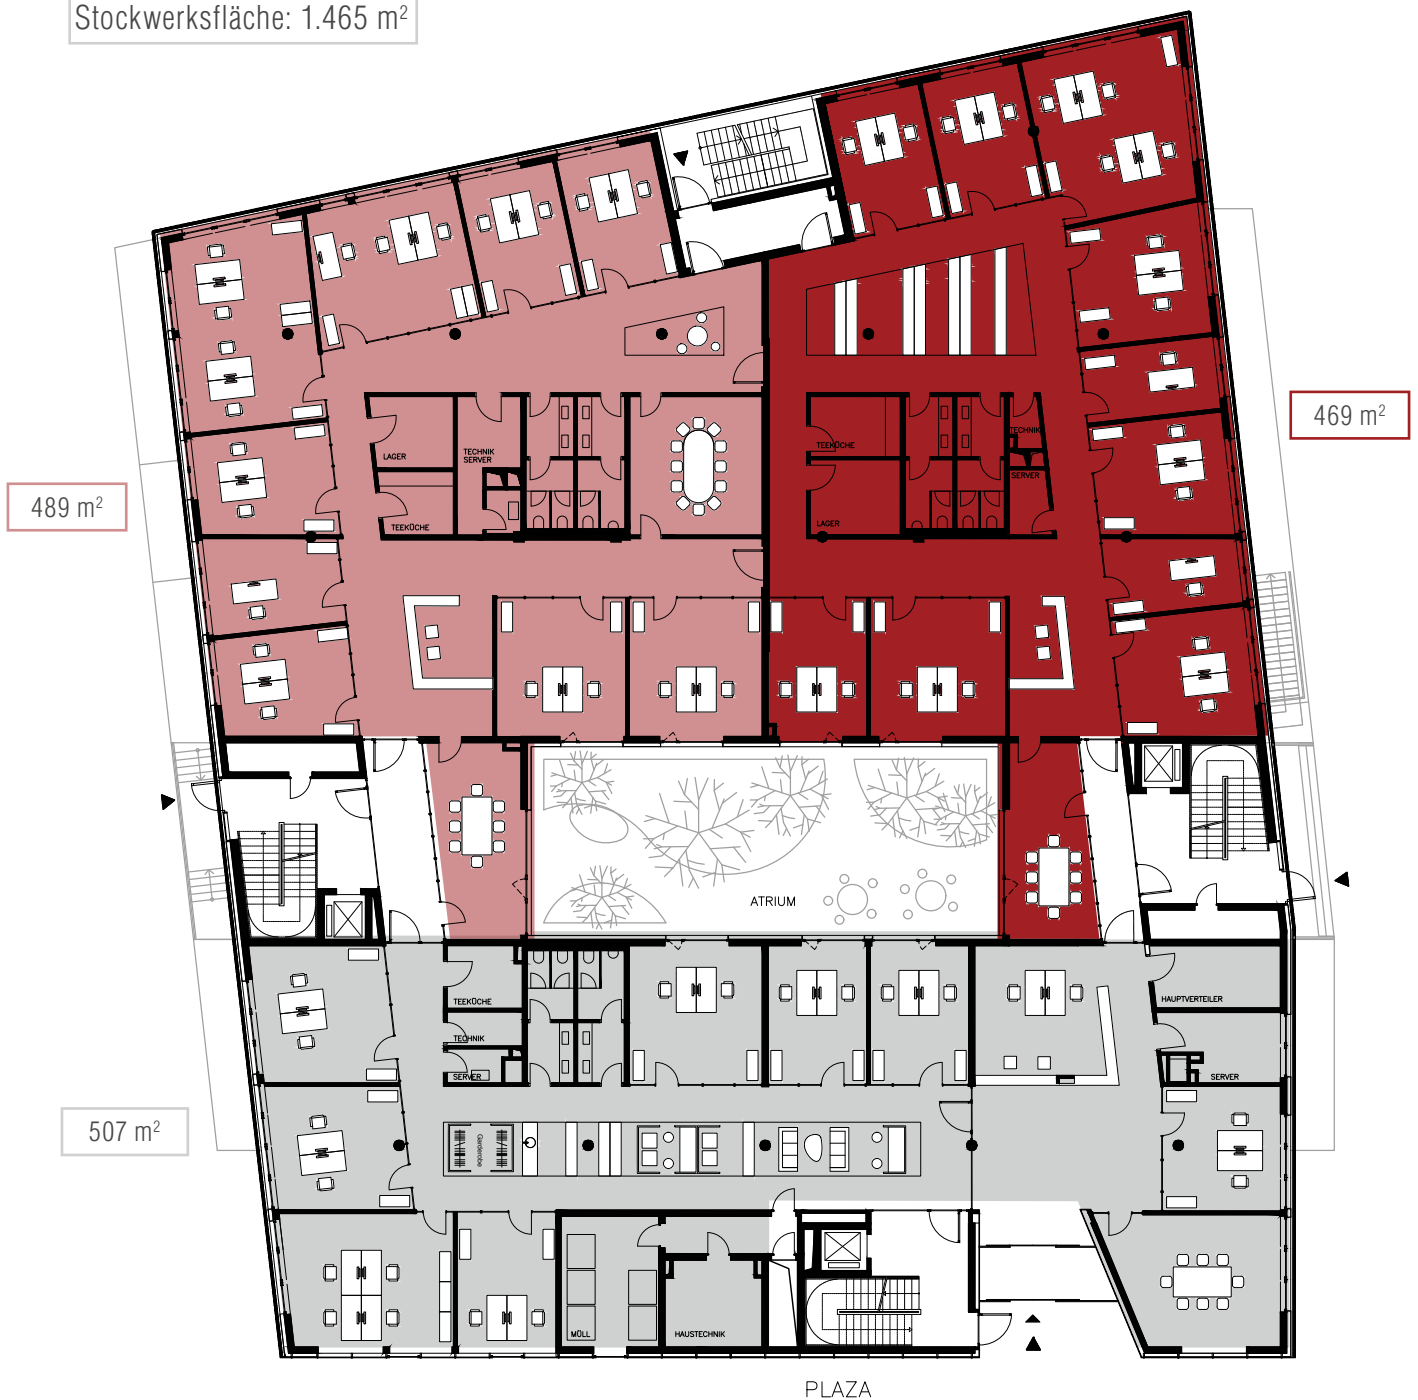 Stockwerksfläche: 1.465 m²
469 m²
489 m²
LAGER
TECHNIK
SERVER
TEEKÜCHE
TEEKÜCHE
TECHNIK
SERVER
LAGER
ATRIUM
TEEKÜCHE
TECHNIK
SERVER
HAUPTVERTEILER
SERVER
507 m²
Garderobe
MÜLL
HAUSTECHNIK
PLAZA